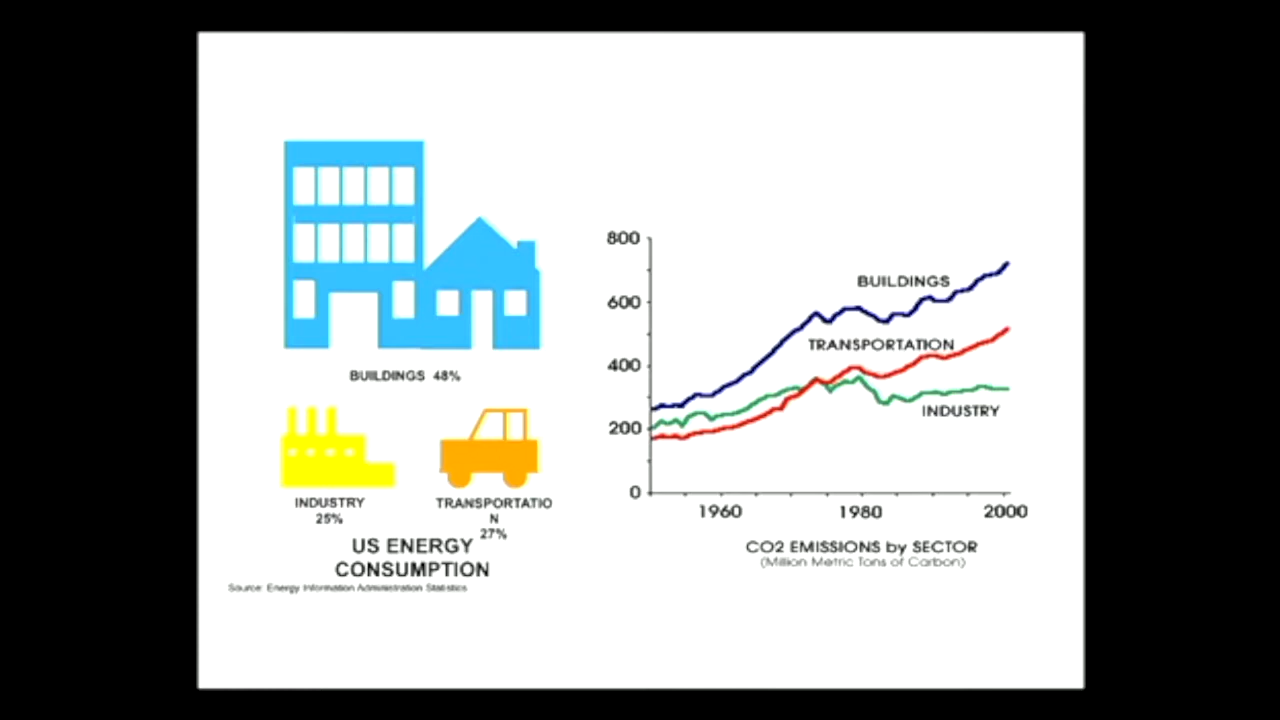 BUILDINGS 48%
INDUSTRY
25%
TRANSPORTATIO
N
27%
US ENERGY
CONSUMPTION
Source: Energy Information Administration Statistics
800
600
400
200
0
BUILDINGS
TRANSPORTATION
INDUSTRY
1960 1980 2000
CO2 EMISSIONS by SECTOR
(Million Metric Tons of Carbon)